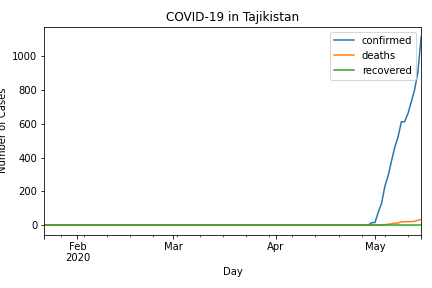 COVID-19 in Tajikistan
confirmed
deaths
recovered
1000
800
600
400
200
0
Number of Cases
Feb
2020
Mar
Apr
May
Day